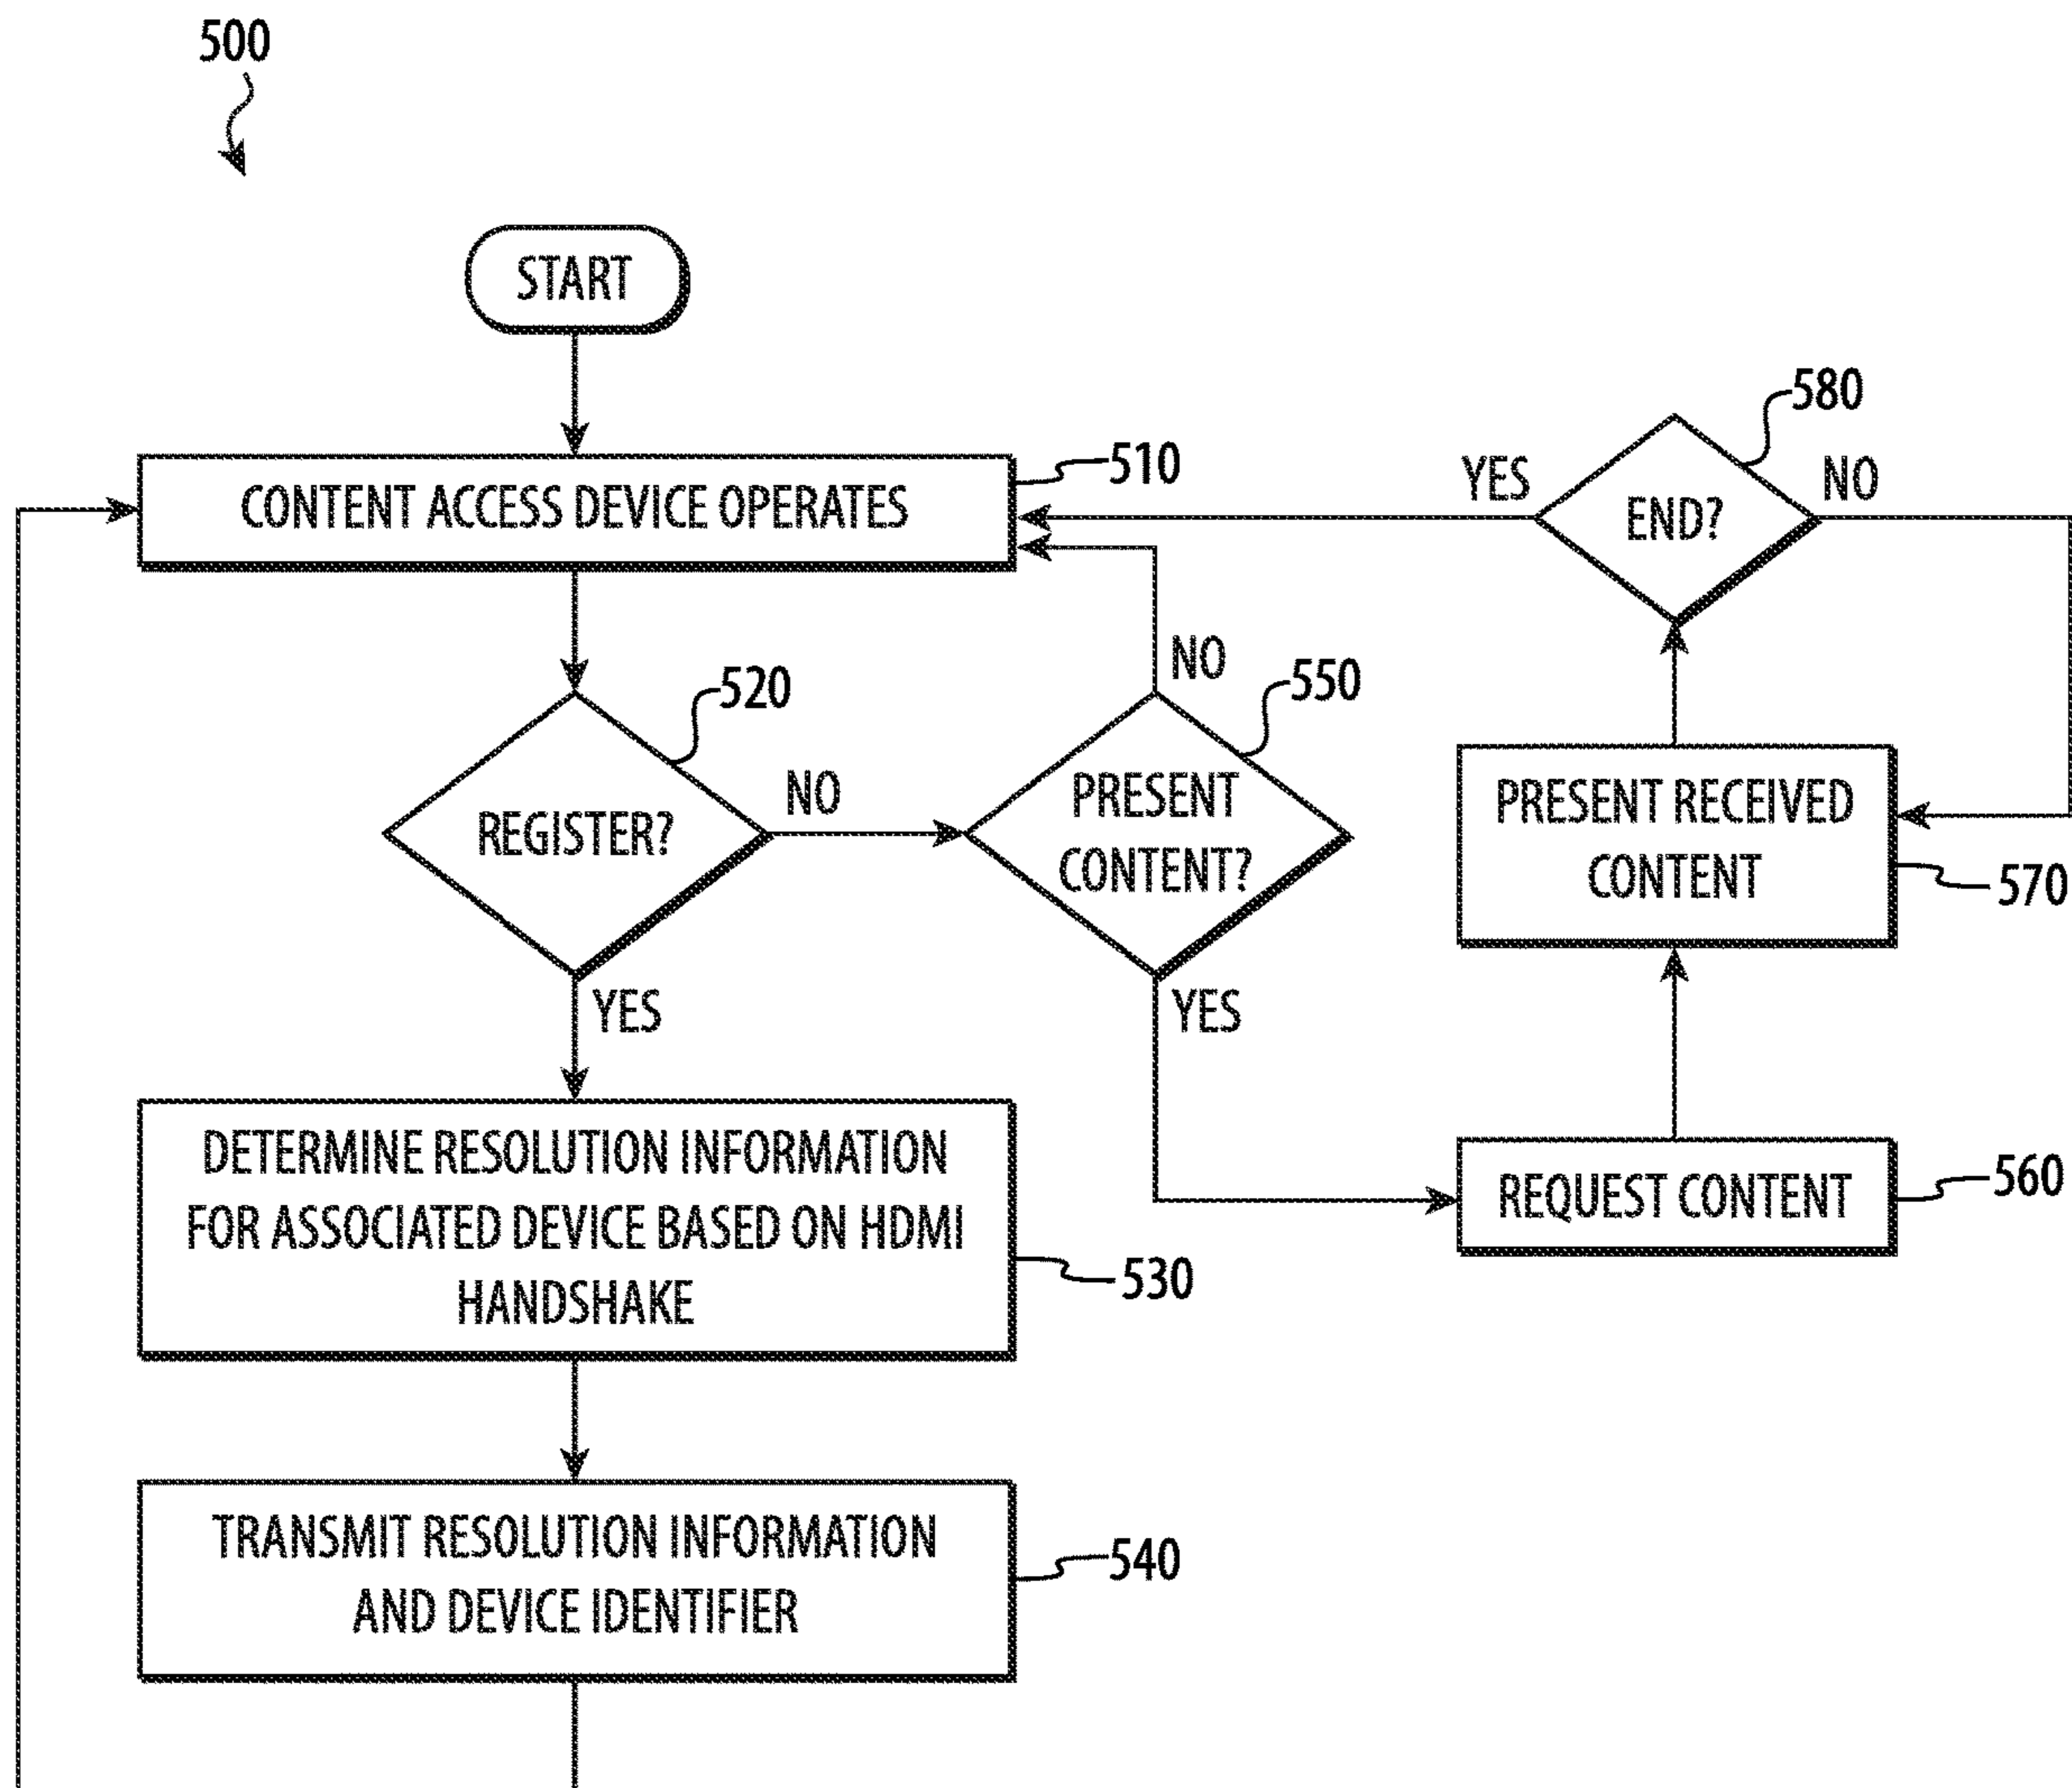 500
START
CONTENT ACCESS DEVICE OPERATES
510
REGISTER?
520
NO
YES
PRESENT
CONTENT?
550
NO
YES
DETERMINE RESOLUTION INFORMATION
FOR ASSOCIATED DEVICE BASED ON HDMI
HANDSHAKE
530
TRANSMIT RESOLUTION INFORMATION
AND DEVICE IDENTIFIER
540
REQUEST CONTENT
560
PRESENT RECEIVED
CONTENT
570
END?
580
YES
NO